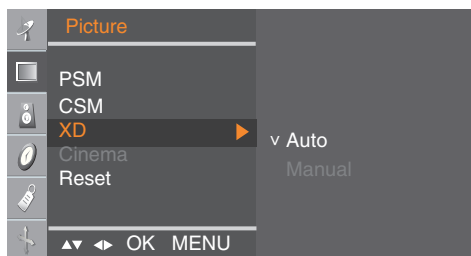 Picture
PSM
CSM
XD
v Auto
Cinema
Manual
Reset
OK MENU